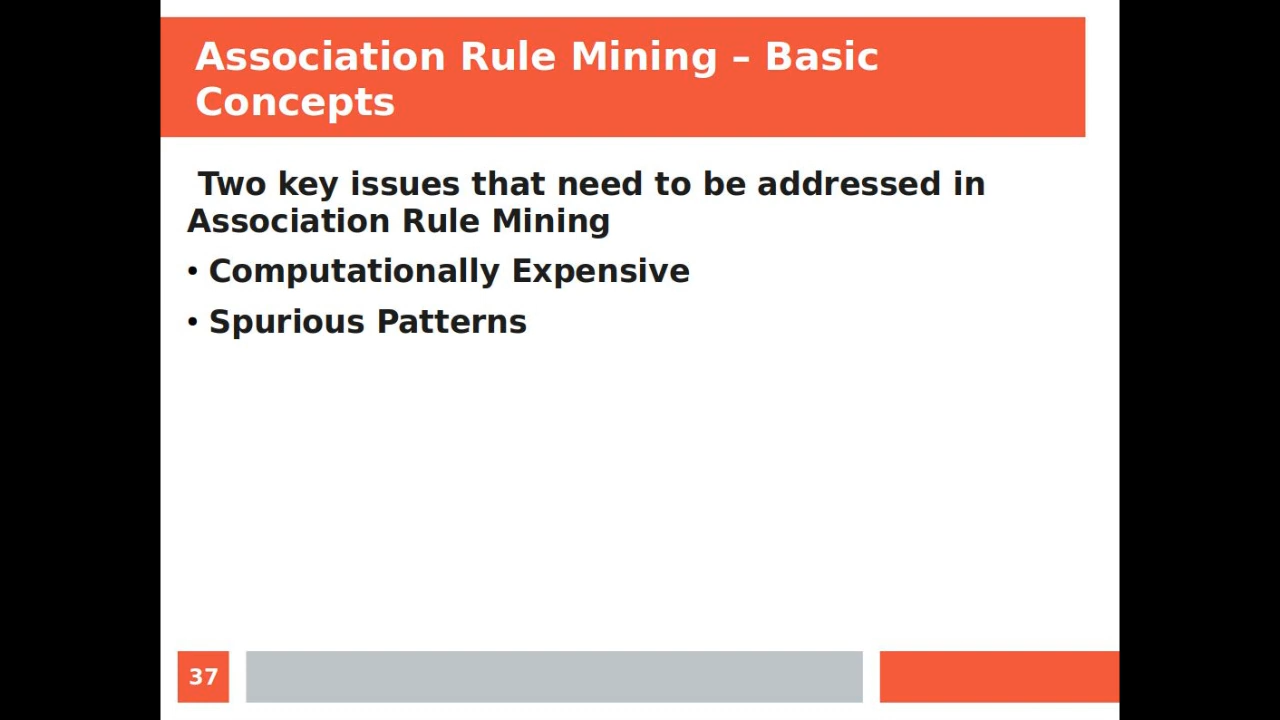 Association Rule Mining – Basic
Concepts
Two key issues that need to be addressed in
Association Rule Mining
• Computationally Expensive
• Spurious Patterns
37